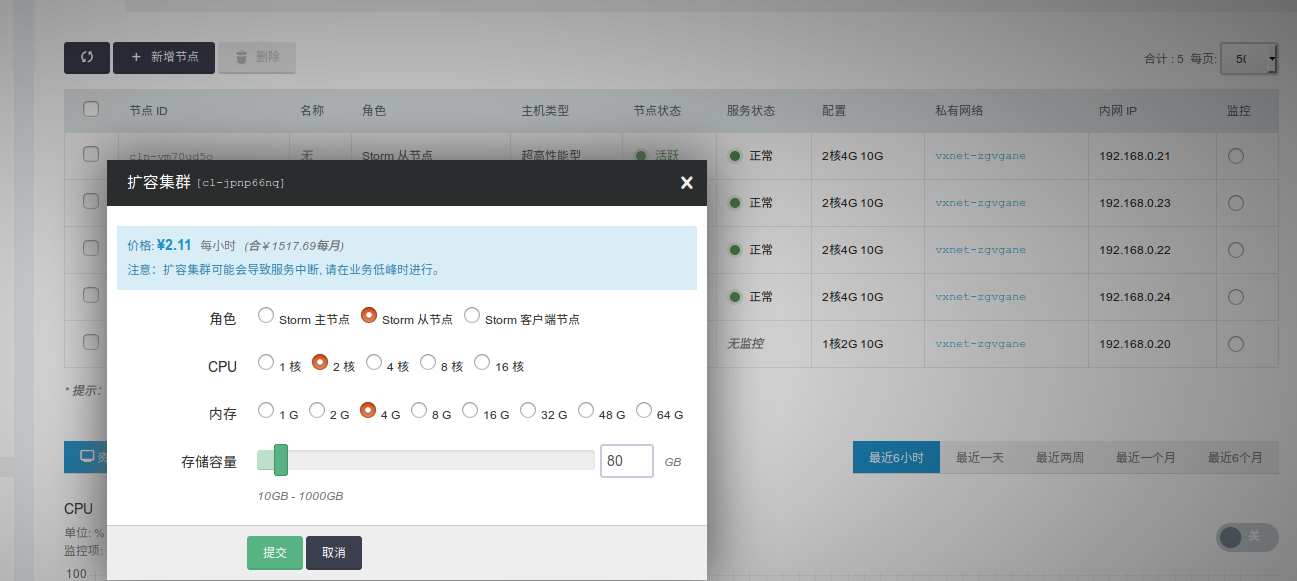 新增节点 删除 合计 : 5 每页: 50
节点 ID 名称 角色 主机类型 节点状态 服务状态 配置 私有网络 内网 IP 监控
cln-vm70ud5o 无 Storm 从节点 超高性能型 活跃 正常 2核4G 10G vxnet-zgvgane 192.168.0.21
正常 2核4G 10G vxnet-zgvgane 192.168.0.23
正常 2核4G 10G vxnet-zgvgane 192.168.0.22
正常 2核4G 10G vxnet-zgvgane 192.168.0.24
无监控 1核2G 10G vxnet-zgvgane 192.168.0.20
扩容集群 [cl-jpnp66nq]
价格: ¥2.11 每小时 (合￥1517.69每月)
注意：扩容集群可能会导致服务中断, 请在业务低峰时进行。
角色 Storm 主节点 Storm 从节点 Storm 客户端节点
CPU 1 核 2 核 4 核 8 核 16 核
内存 1 G 2 G 4 G 8 G 16 G 32 G 48 G 64 G
存储容量 80 GB
10GB - 1000GB
提交 取消
* 提示:
资
最近6小时 最近一天 最近两周 最近一个月 最近6个月
CPU
单位: %
监控项:
关
100